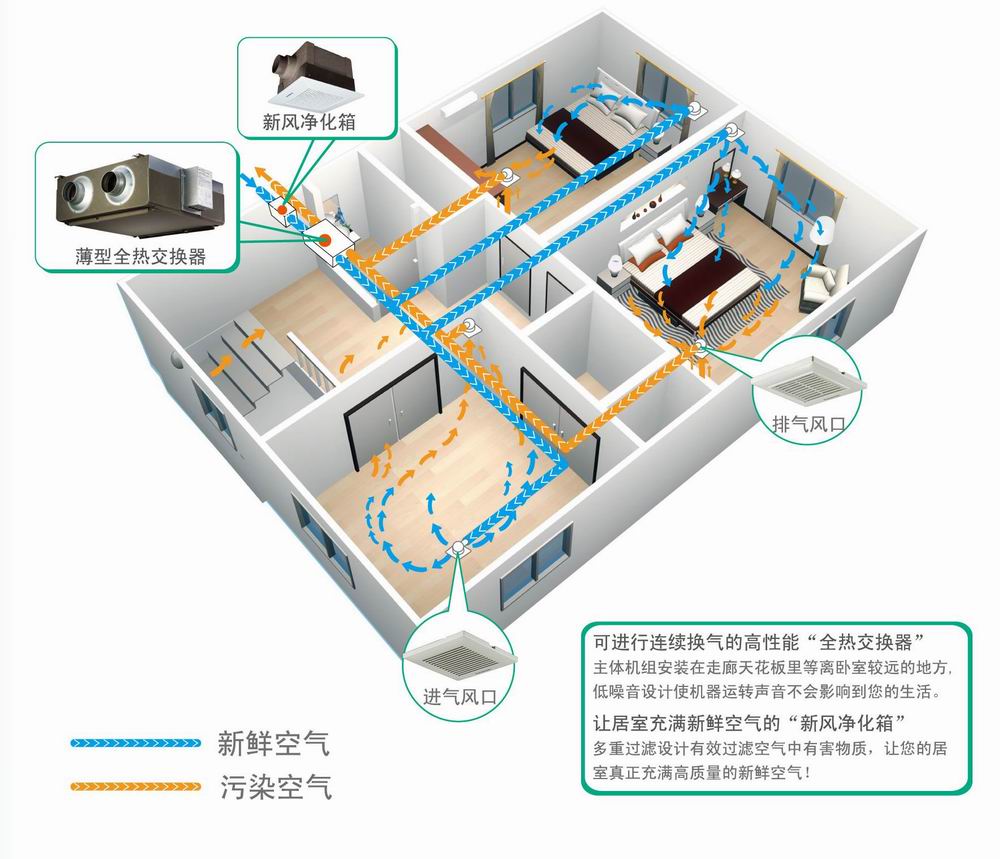 新风净化箱
薄型全热交换器
排气风口
进气风口
可进行连续换气的高性能“全热交换器”
主体机组安装在走廊天花板里等离卧室较远的地方,
低噪音设计使机器运转声音不会影响到您的生活。
让居室充满新鲜空气的“新风净化箱”
多重过滤设计有效过滤空气中有害物质，让您的居
室真正充满高质量的新鲜空气！
新鲜空气
污染空气